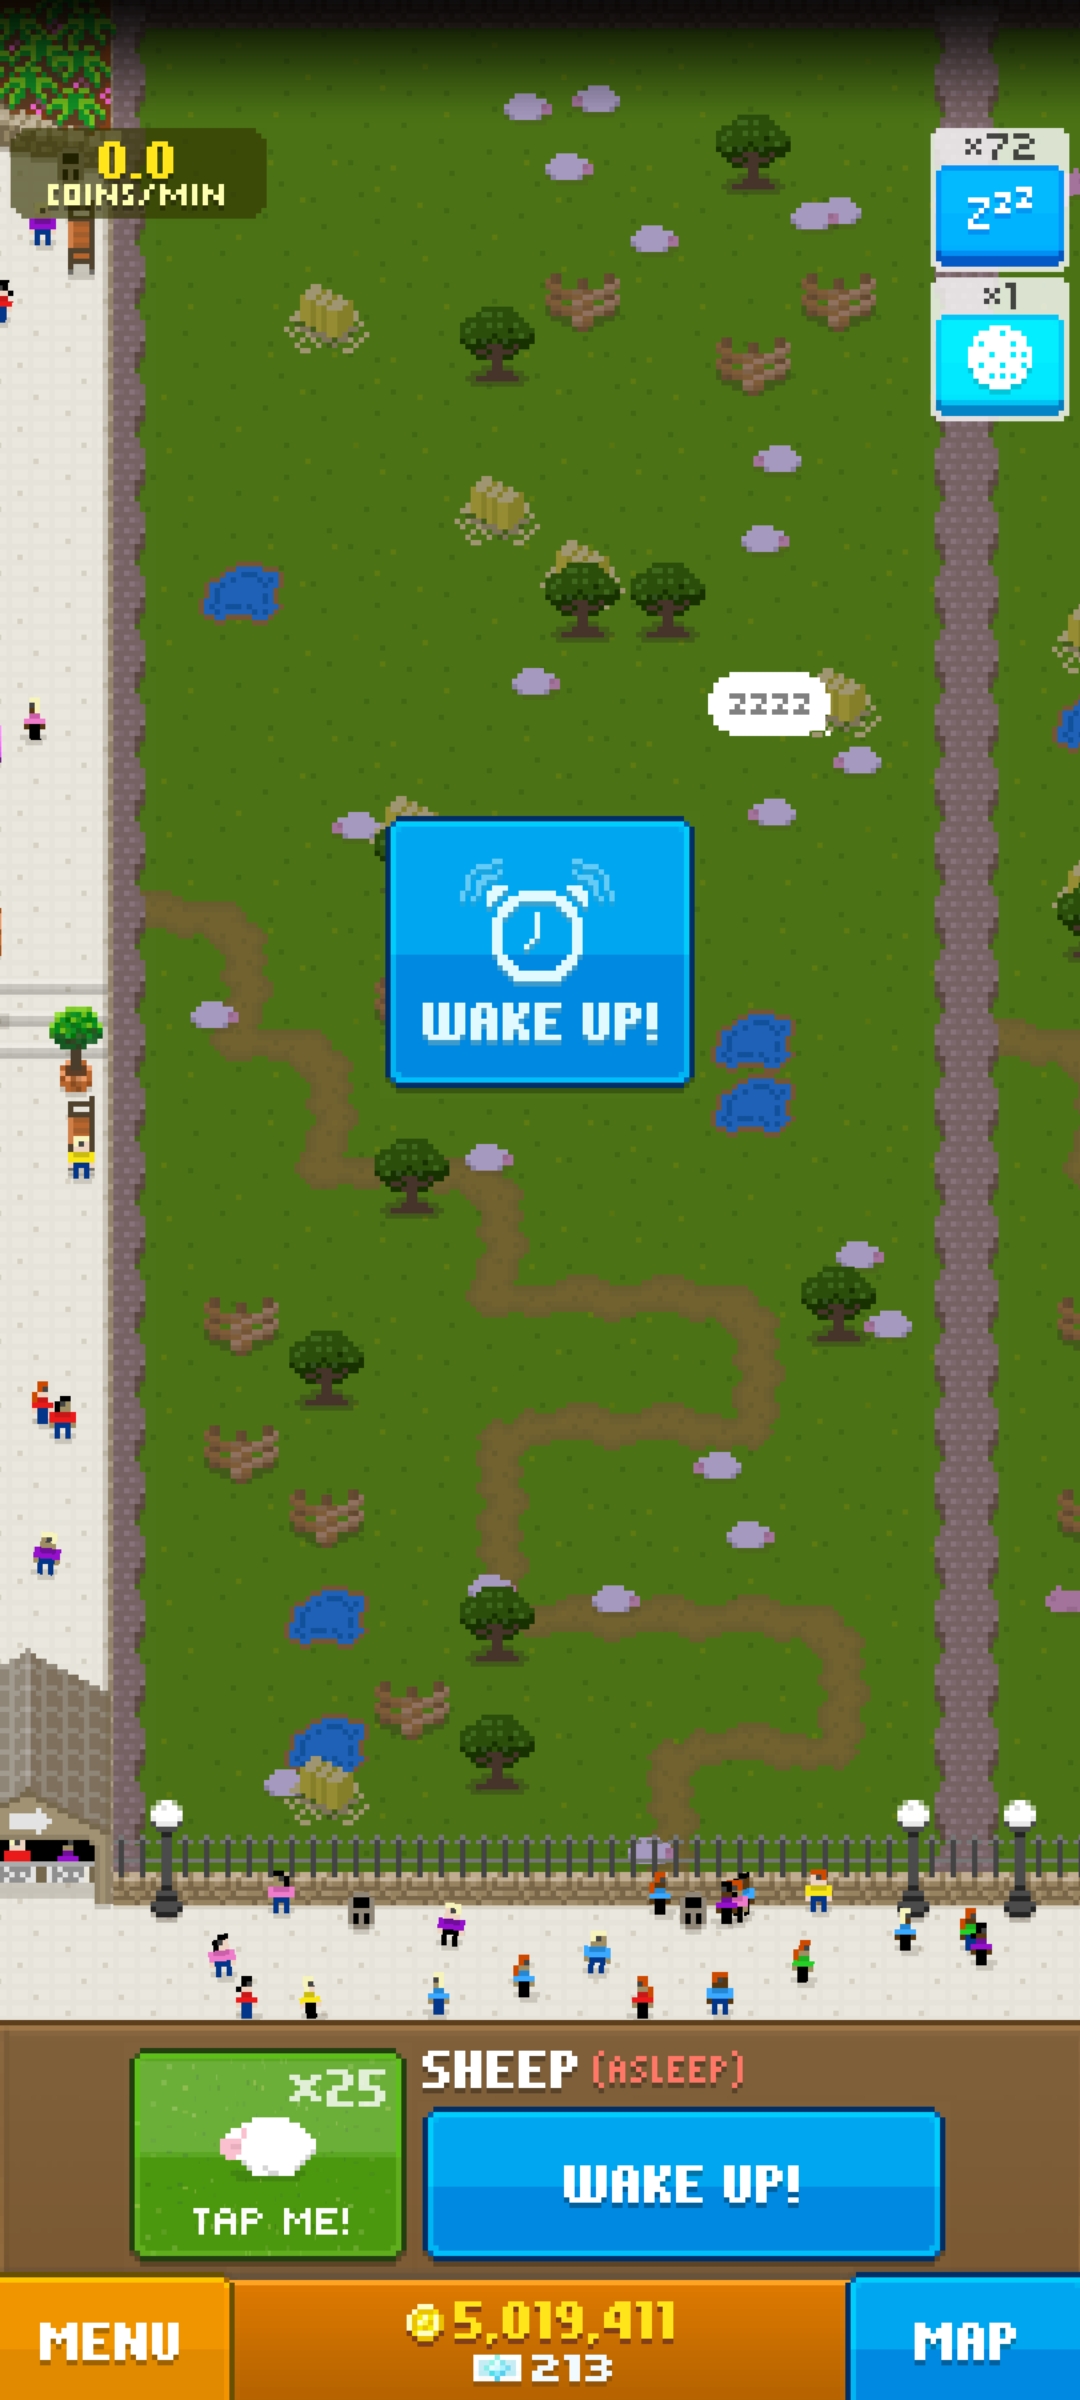 0.0
COINS/MIN
x72
zzz
x1
zzzz
WAKE UP!
x25
TAP ME!
SHEEP (ASLEEP)
WAKE UP!
MENU
5,019,411
213
MAP